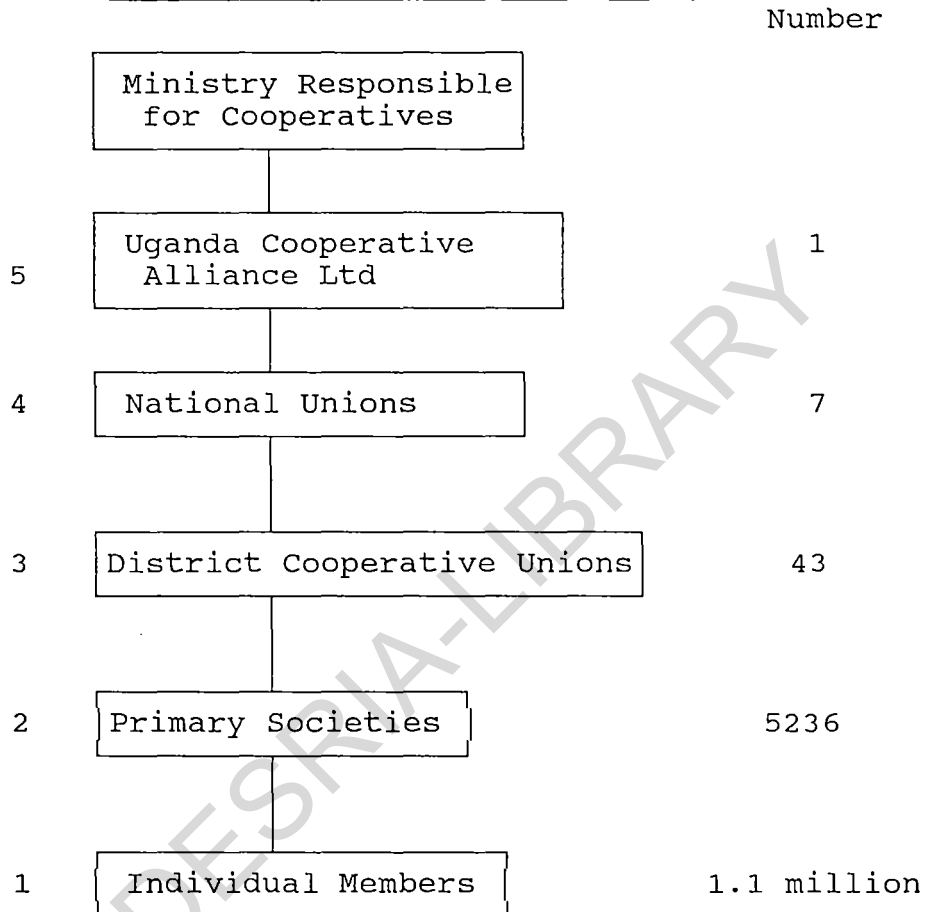 Number
Ministry Responsible
for Cooperatives
Uganda Cooperative
Alliance Ltd
1
5
4
National Unions
7
3
District Cooperative Unions
43
2
Primary Societies
5236
1
Individual Members
1.1 million
DESRIA-LIBRARY